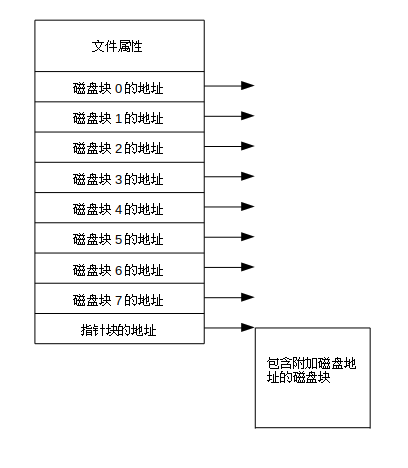 文件属性
磁盘块 0 的地址
磁盘块 1 的地址
磁盘块 2 的地址
磁盘块 3 的地址
磁盘块 4 的地址
磁盘块 5 的地址
磁盘块 6 的地址
磁盘块 7 的地址
指针块的地址
包含附加磁盘地
址的磁盘块